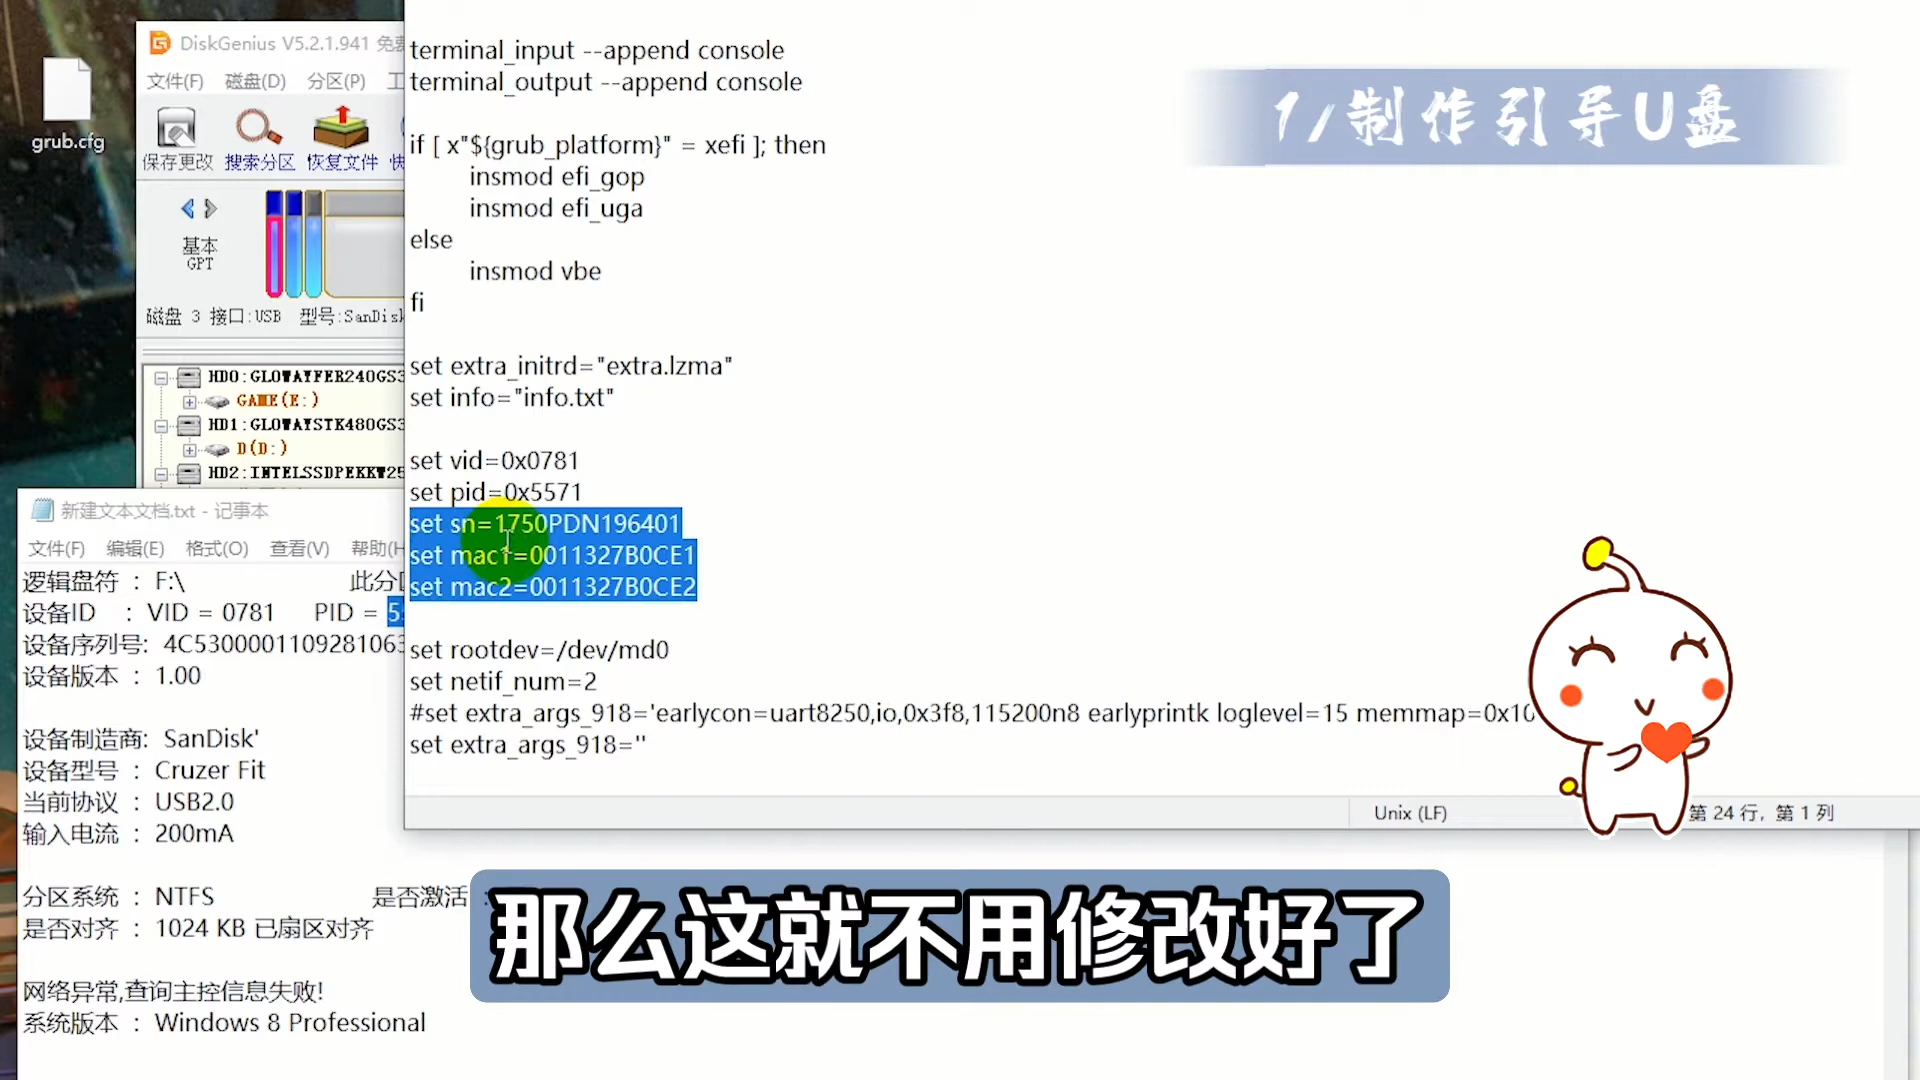 grub.cfg
DiskGenius V5.2.1.941 免费
文件(F) 磁盘(D) 分区(P) 工
保存更改 搜索分区 恢复文件 快
基本
GPT
磁盘 3 接口:USB 型号:SanDisk
HD0:GLOWAYFER240GS3
GAME(E:)
HD1:GLOWAYSTK480GS3
D(D:)
HD2:INTELSSDPEKKW25
terminal_input --append console
terminal_output --append console
if [ x"${grub_platform}" = xefi ]; then
insmod efi_gop
insmod efi_uga
else
insmod vbe
fi
set extra_initrd="extra.lzma"
set info="info.txt"
set vid=0x0781
set pid=0x5571
set sn=1750PDN196401
set mac1=0011327B0CE1
set mac2=0011327B0CE2
set rootdev=/dev/md0
set netif_num=2
#set extra_args_918='earlycon=uart8250,io,0x3f8,115200n8 earlyprintk loglevel=15 memmap=0x10
set extra_args_918=''
Unix (LF)
第 24 行，第 1 列
1/制作引导U盘
新建文本文档.txt - 记事本
文件(F) 编辑(E) 格式(O) 查看(V) 帮助(H
逻辑盘符 : F:\ 此分区
设备ID : VID = 0781 PID = 5
设备序列号: 4C530000110928106
设备版本 : 1.00
设备制造商: SanDisk'
设备型号 : Cruzer Fit
当前协议 : USB2.0
输入电流 : 200mA
分区系统 : NTFS 是否激活 :
是否对齐 : 1024 KB 已扇区对齐
网络异常,查询主控信息失败!
系统版本 : Windows 8 Professional
那么这就不用修改好了